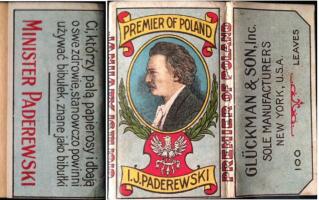 Ci, którzy palą papierosy i dbają
o swe zdrowie, stanowczo powinni
używać bibułek, znane jako bibułki
MINISTER PADEREWSKI
PREMIER OF POLAND
I.J. PADEREWSKI
PREMIER OF POLAND
GLÜCKMAN & SON, Inc.
SOLE MANUFACTURERS
NEW YORK, U.S.A.
100 LEAVES